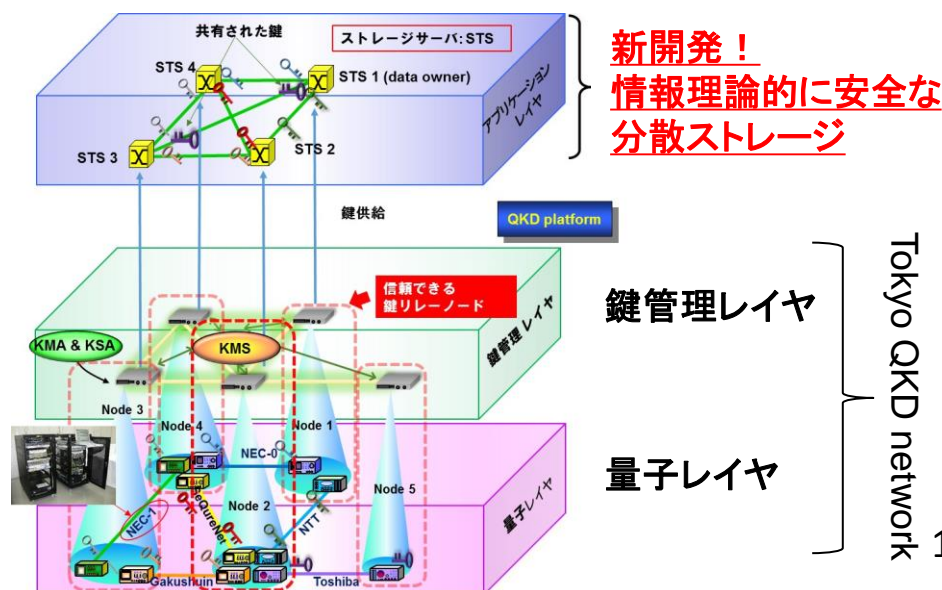 共有された鍵
ストレージサーバ:STS
STS 4
STS 1 (data owner)
STS 3
STS 2
アプリケーション
レイヤ
新開発！
情報理論的に安全な
分散ストレージ
鍵供給
QKD platform
信頼できる
鍵リレーノード
KMA & KSA
KMS
鍵管理レイヤ
Node 3
Node 4
Node 1
Node 2
Node 5
NEC-0
NEC-1
SeQureNet
NTT
Gakushuin
Toshiba
量子レイヤ
鍵管理レイヤ
量子レイヤ
Tokyo QKD network
1